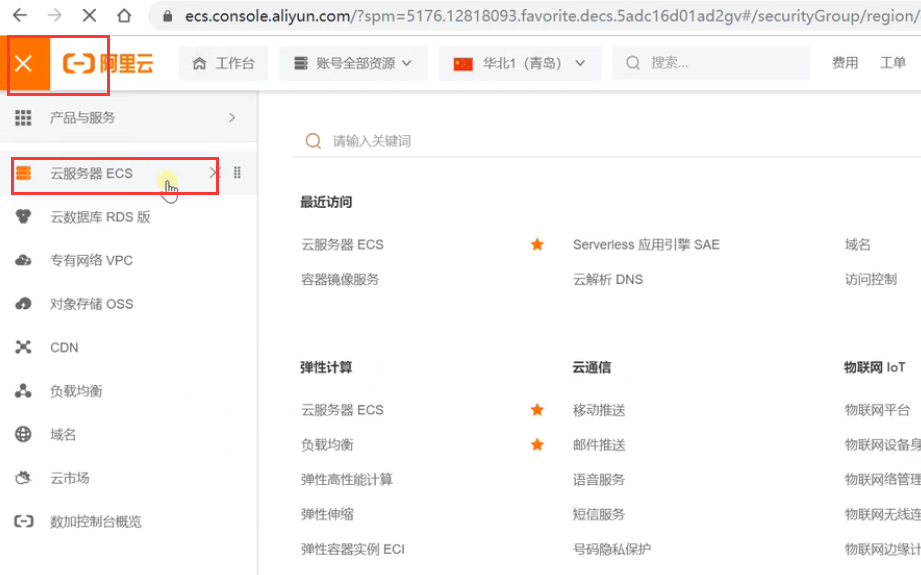 ecs.console.aliyun.com/?spm=5176.12818093.favorite.decs.5adc16d01ad2gv#/securityGroup/region/
阿里云 工作台 账号全部资源 华北1（青岛） 搜索... 费用 工单
产品与服务
请输入关键词
云服务器 ECS
云数据库 RDS 版
专有网络 VPC
对象存储 OSS
CDN
负载均衡
域名
云市场
数加控制台概览
最近访问
云服务器 ECS Serverless 应用引擎 SAE 域名
容器镜像服务 云解析 DNS 访问控制
弹性计算 云通信 物联网 IoT
云服务器 ECS 移动推送 物联网平台
负载均衡 邮件推送 物联网设备身
弹性高性能计算 语音服务 物联网络管理
弹性伸缩 短信服务 物联网无线连
弹性容器实例 ECI 号码隐私保护 物联网边缘计